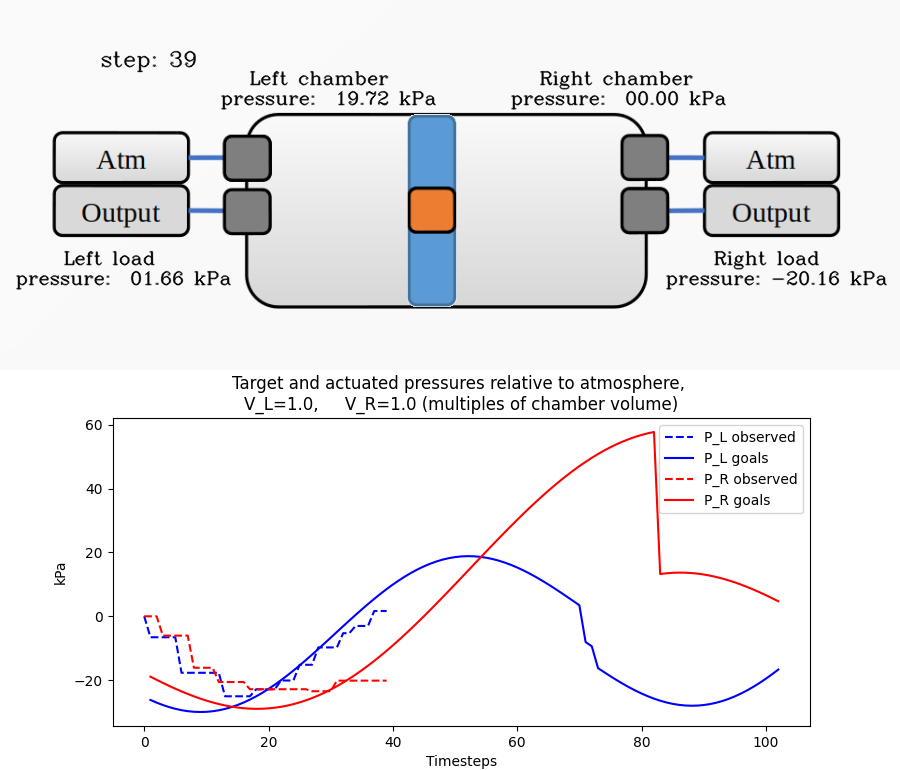 step: 39
Left chamber
pressure: 19.72 kPa
Right chamber
pressure: 00.00 kPa
Atm
Output
Atm
Output
Left load
pressure: 01.66 kPa
Right load
pressure: −20.16 kPa
Target and actuated pressures relative to atmosphere,
V_L=1.0, V_R=1.0 (multiples of chamber volume)
60
40
20
0
−20
kPa
P_L observed
P_L goals
P_R observed
P_R goals
0 20 40 60 80 100
Timesteps